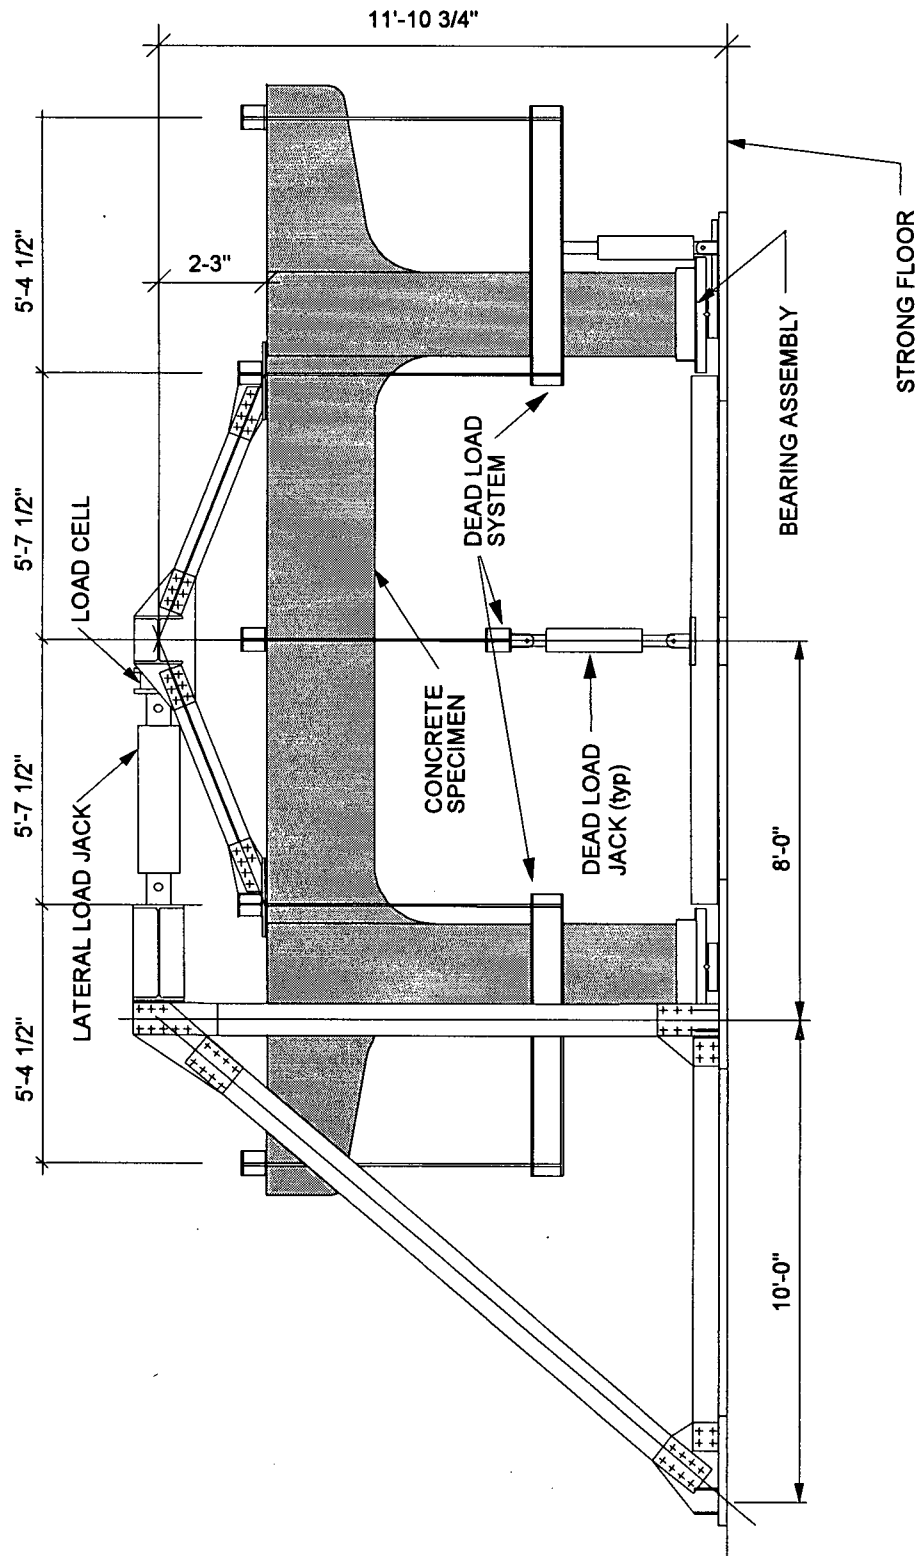 11'-10 3/4"
5'-4 1/2"
5'-7 1/2"
5'-7 1/2"
5'-4 1/2"
2-3"
LOAD CELL
LATERAL LOAD JACK
CONCRETE
SPECIMEN
DEAD LOAD
SYSTEM
DEAD LOAD
JACK (typ)
BEARING ASSEMBLY
STRONG FLOOR
8'-0"
10'-0"